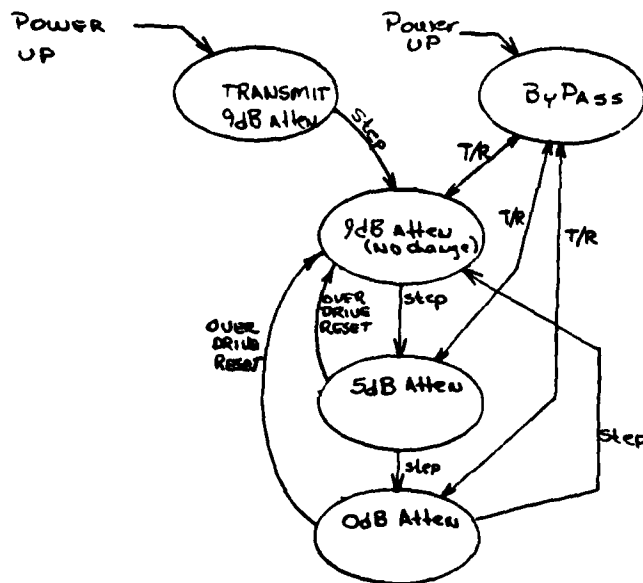 POWER
UP
Power
UP
TRANSMIT
9dB Atten
ByPass
Step
T/R
9dB Atten
(No change)
T/R
T/R
step
OVER
DRIVE
RESET
OVER
DRIVE
RESET
5dB Atten
step
step
0dB Atten